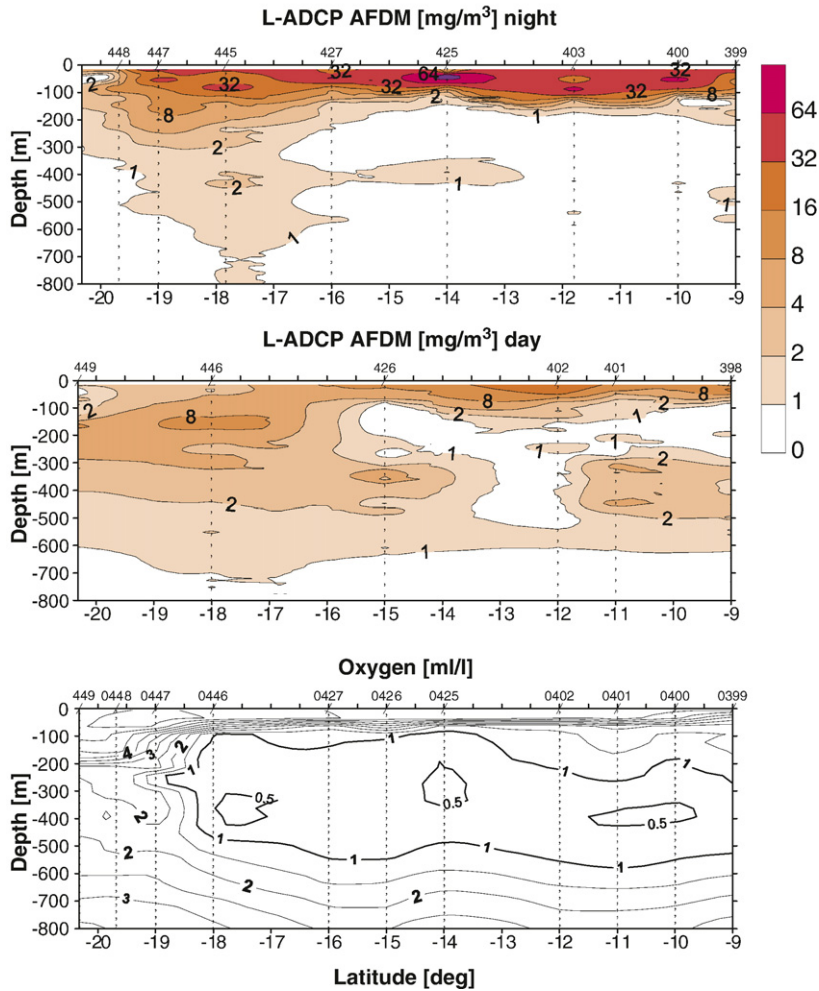 L-ADCP AFDM [mg/m³] night
448 447 445 427 425 403 400 399
0
-100
-200
-300
-400
-500
-600
-700
-800
Depth [m]
2 8 32 2 2 1 1 32 64 32 2 1 1 32 32 8 1
-20 -19 -18 -17 -16 -15 -14 -13 -12 -11 -10 -9
64
32
16
8
4
2
1
0
L-ADCP AFDM [mg/m³] day
449 446 426 402 401 398
0
-100
-200
-300
-400
-500
-600
-700
-800
Depth [m]
2 8 2 8 2 1 1 1 1 8 2 1 2 2
-20 -19 -18 -17 -16 -15 -14 -13 -12 -11 -10 -9
Oxygen [ml/l]
449 0448 0447 0446 0427 0426 0425 0402 0401 0400 0399
0
-100
-200
-300
-400
-500
-600
-700
-800
Depth [m]
4 3 2 1 2 2 3 0.5 1 1 2 1 0.5 1 2 1 0.5 1 1
-20 -19 -18 -17 -16 -15 -14 -13 -12 -11 -10 -9
Latitude [deg]